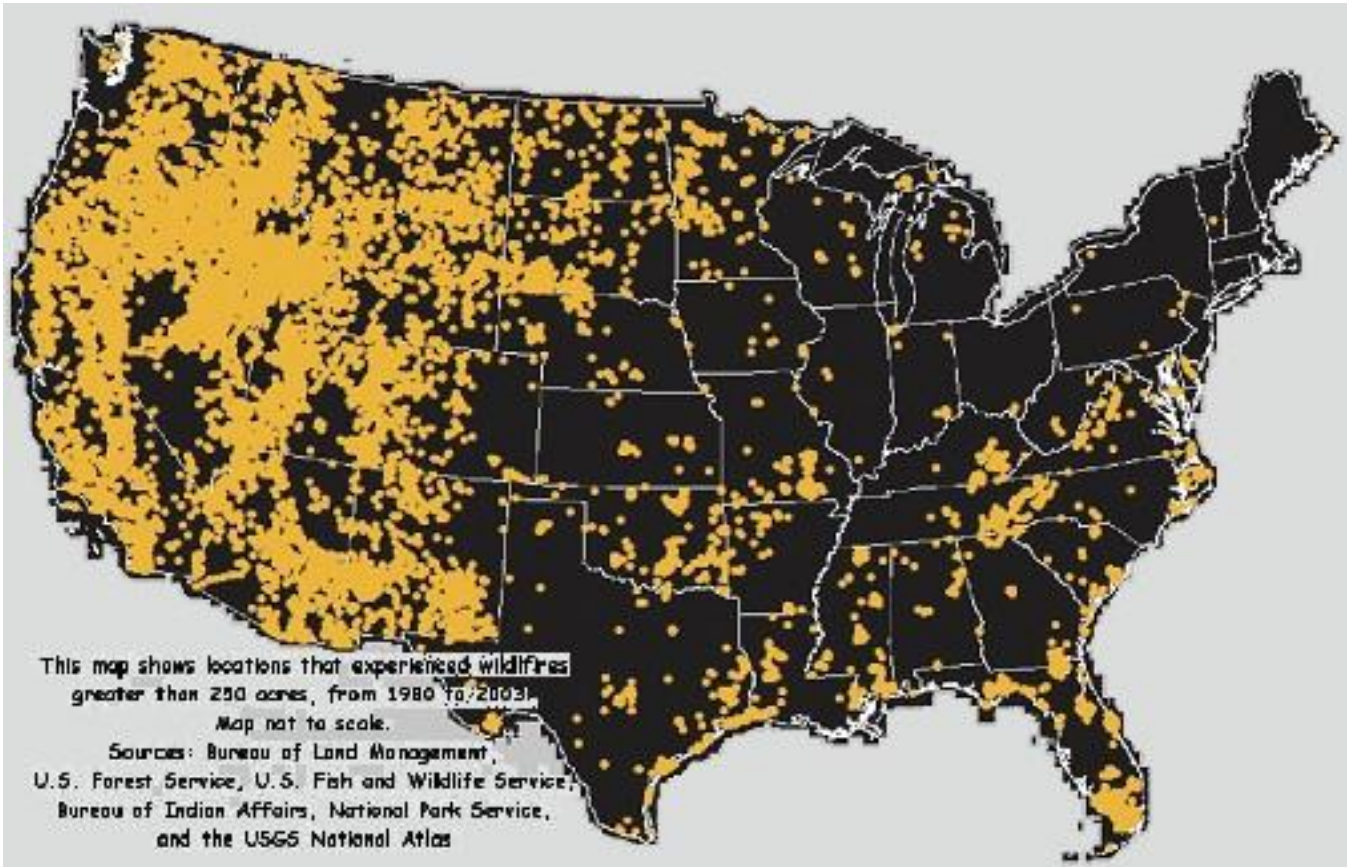 This map shows locations that experienced wildfires
greater than 250 acres, from 1980 to 2003.
Map not to scale.
Sources: Bureau of Land Management,
U.S. Forest Service, U.S. Fish and Wildlife Service,
Bureau of Indian Affairs, National Park Service,
and the USGS National Atlas